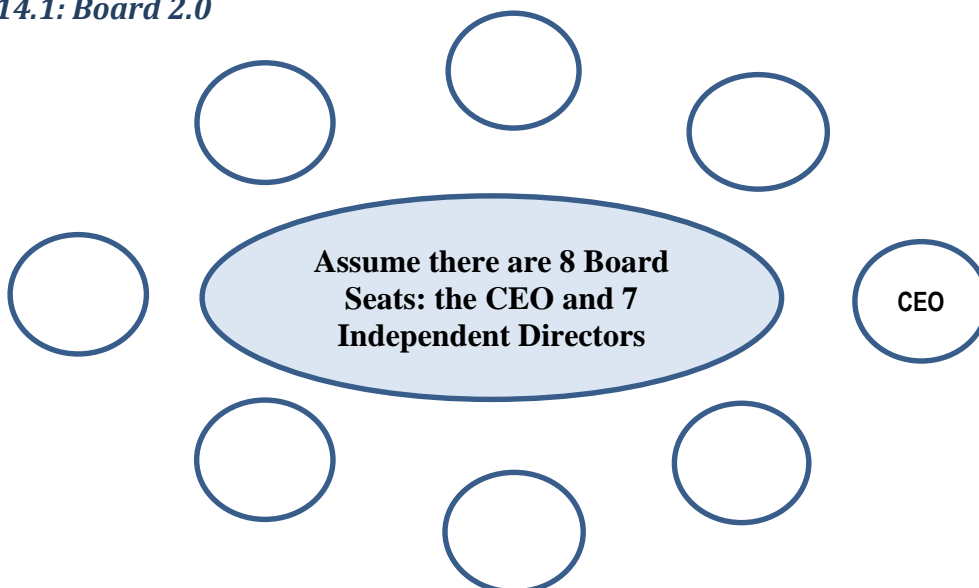 14.1: Board 2.0
Assume there are 8 Board
Seats: the CEO and 7
Independent Directors
CEO